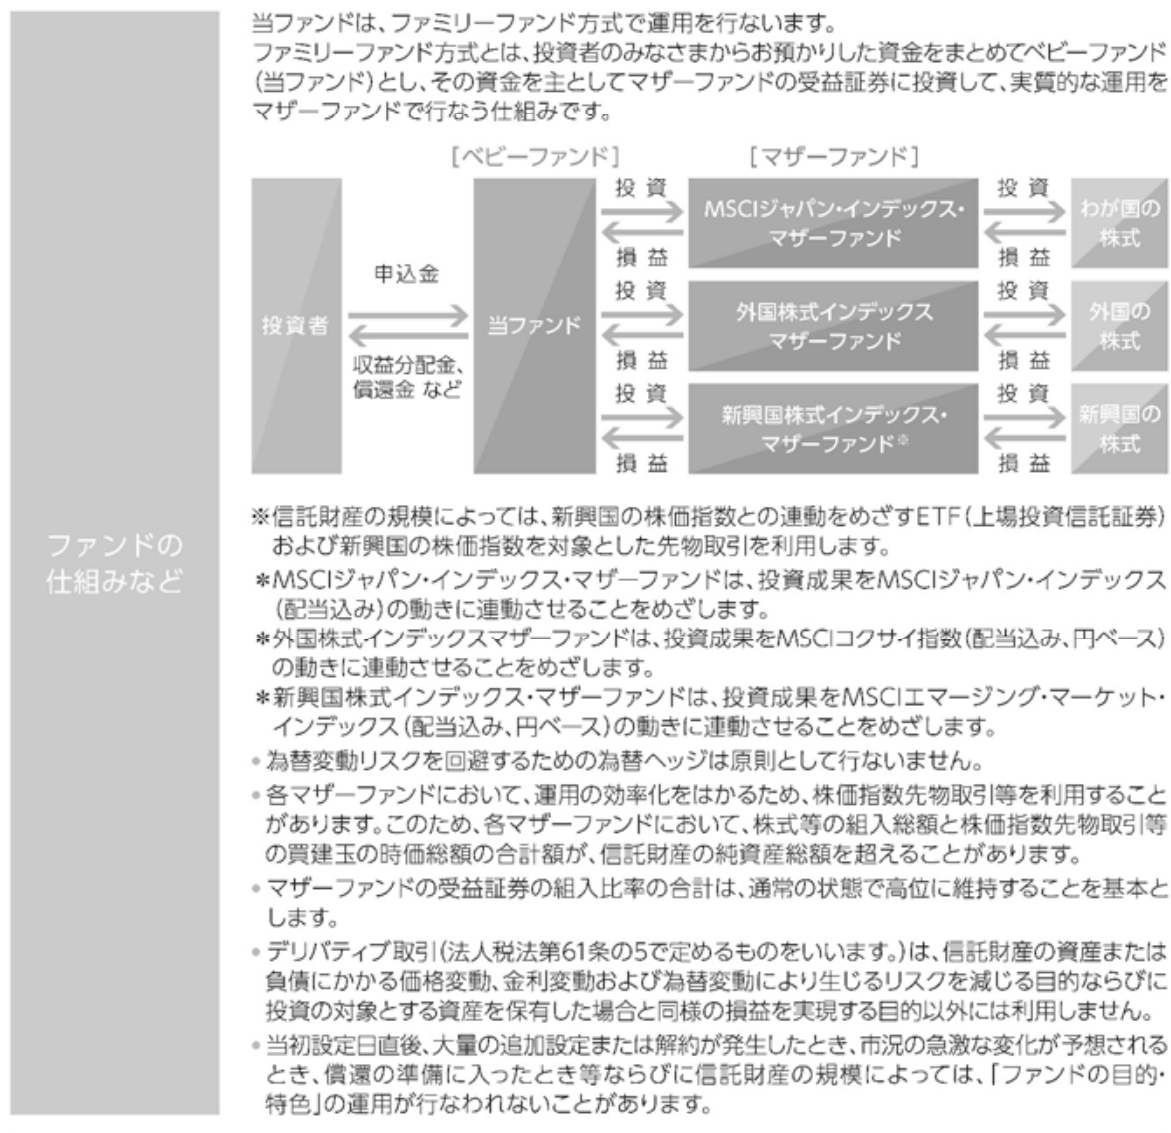 当ファンドは、ファミリーファンド方式で運用を行ないます。
ファミリーファンド方式とは、投資者のみなさまからお預かりした資金をまとめてベビーファンド
(当ファンド)とし、その資金を主としてマザーファンドの受益証券に投資して、実質的な運用を
マザーファンドで行なう仕組みです。
[ベビーファンド]
[マザーファンド]
投資者
申込金
収益分配金、
償還金 など
当ファンド
投 資
損 益
MSCIジャパン・インデックス・
マザーファンド
投 資
損 益
わが国の
株式
投 資
損 益
外国株式インデックス
マザーファンド
投 資
損 益
外国の
株式
投 資
損 益
新興国株式インデックス・
マザーファンド※
投 資
損 益
新興国の
株式
ファンドの
仕組みなど
※信託財産の規模によっては、新興国の株価指数との連動をめざすETF(上場投資信託証券)
および新興国の株価指数を対象とした先物取引を利用します。
*MSCIジャパン・インデックス・マザーファンドは、投資成果をMSCIジャパン・インデックス
(配当込み)の動きに連動させることをめざします。
*外国株式インデックスマザーファンドは、投資成果をMSCIコクサイ指数(配当込み、円ベース)
の動きに連動させることをめざします。
*新興国株式インデックス・マザーファンドは、投資成果をMSCIエマージング・マーケット・
インデックス(配当込み、円ベース)の動きに連動させることをめざします。
●為替変動リスクを回避するための為替ヘッジは原則として行ないません。
●各マザーファンドにおいて、運用の効率化をはかるため、株価指数先物取引等を利用すること
があります。このため、各マザーファンドにおいて、株式等の組入総額と株価指数先物取引等
の買建玉の時価総額の合計額が、信託財産の純資産総額を超えることがあります。
●マザーファンドの受益証券の組入比率の合計は、通常の状態で高位に維持することを基本と
します。
●デリバティブ取引(法人税法第61条の5で定めるものをいいます。)は、信託財産の資産または
負債にかかる価格変動、金利変動および為替変動により生じるリスクを減じる目的ならびに
投資の対象とする資産を保有した場合と同様の損益を実現する目的以外には利用しません。
●当初設定日直後、大量の追加設定または解約が発生したとき、市況の急激な変化が予想される
とき、償還の準備に入ったとき等ならびに信託財産の規模によっては、「ファンドの目的・
特色」の運用が行なわれないことがあります。